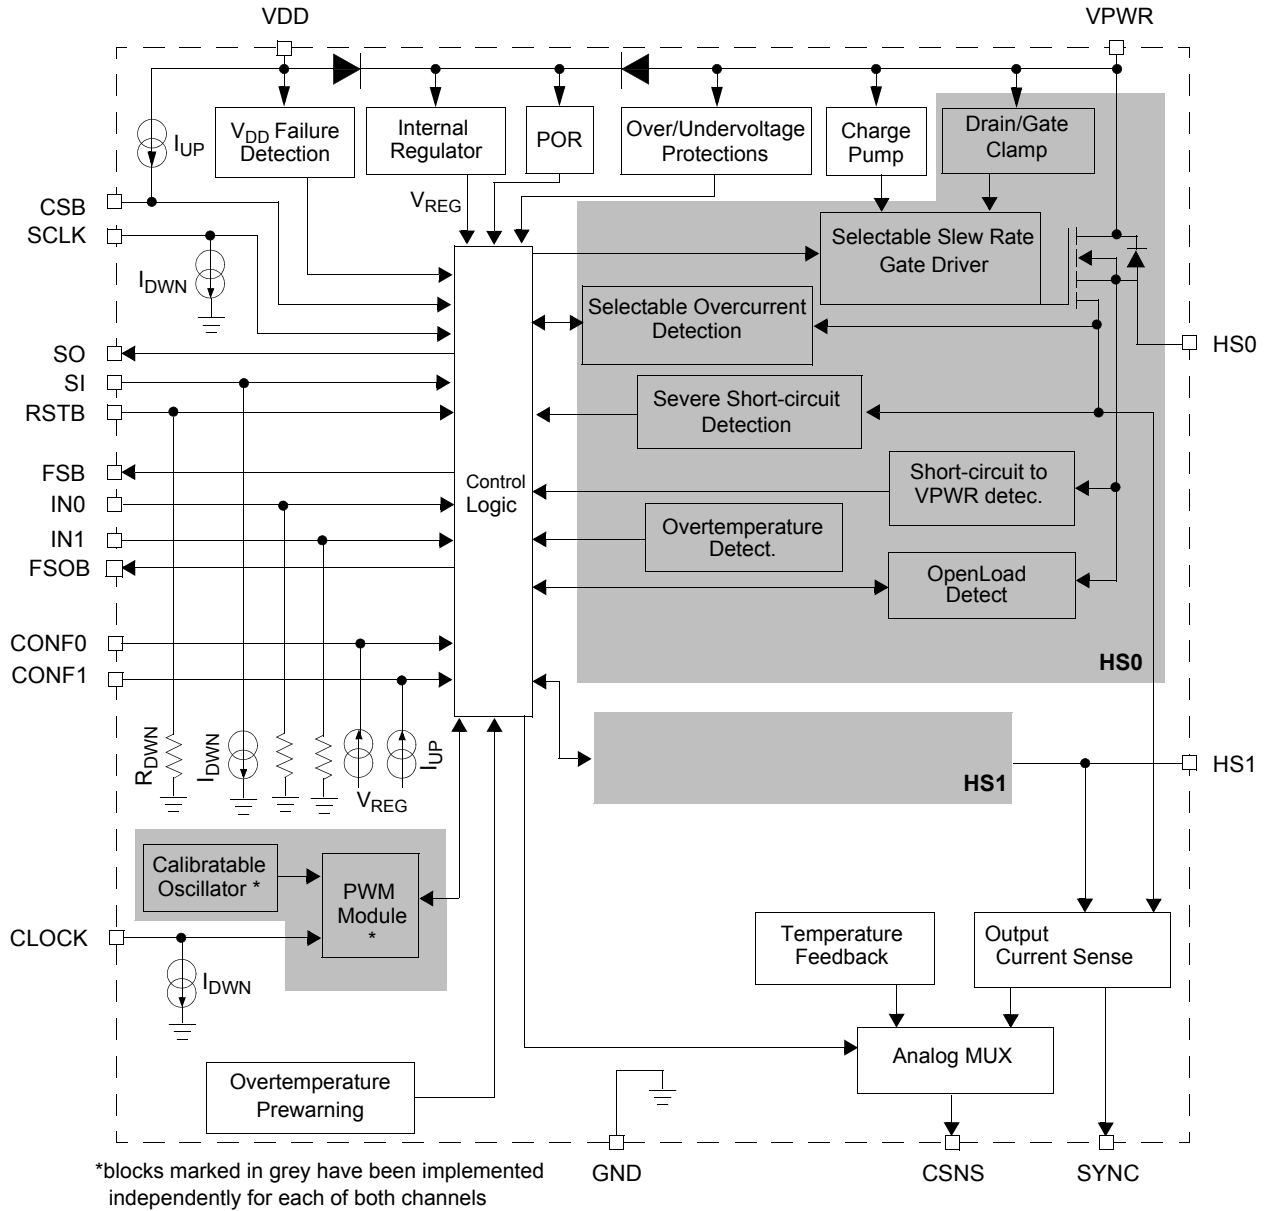 VDD
VPWR
IUP
VDD Failure
Detection
Internal
Regulator
POR
Over/Undervoltage
Protections
Charge
Pump
Drain/Gate
Clamp
VREG
CSB
SCLK
IDWN
SO
SI
RSTB
FSB
IN0
IN1
FSOB
CONF0
CONF1
Control
Logic
Selectable Slew Rate
Gate Driver
Selectable Overcurrent
Detection
Severe Short-circuit
Detection
Short-circuit to
VPWR detec.
Overtemperature
Detect.
OpenLoad
Detect
HS0
HS0
HS1
HS1
RDWN
IDWN
VREG
IUP
Calibratable
Oscillator *
PWM
Module
*
CLOCK
IDWN
Overtemperature
Prewarning
Temperature
Feedback
Output
Current Sense
Analog MUX
GND
CSNS
SYNC
*blocks marked in grey have been implemented
independently for each of both channels